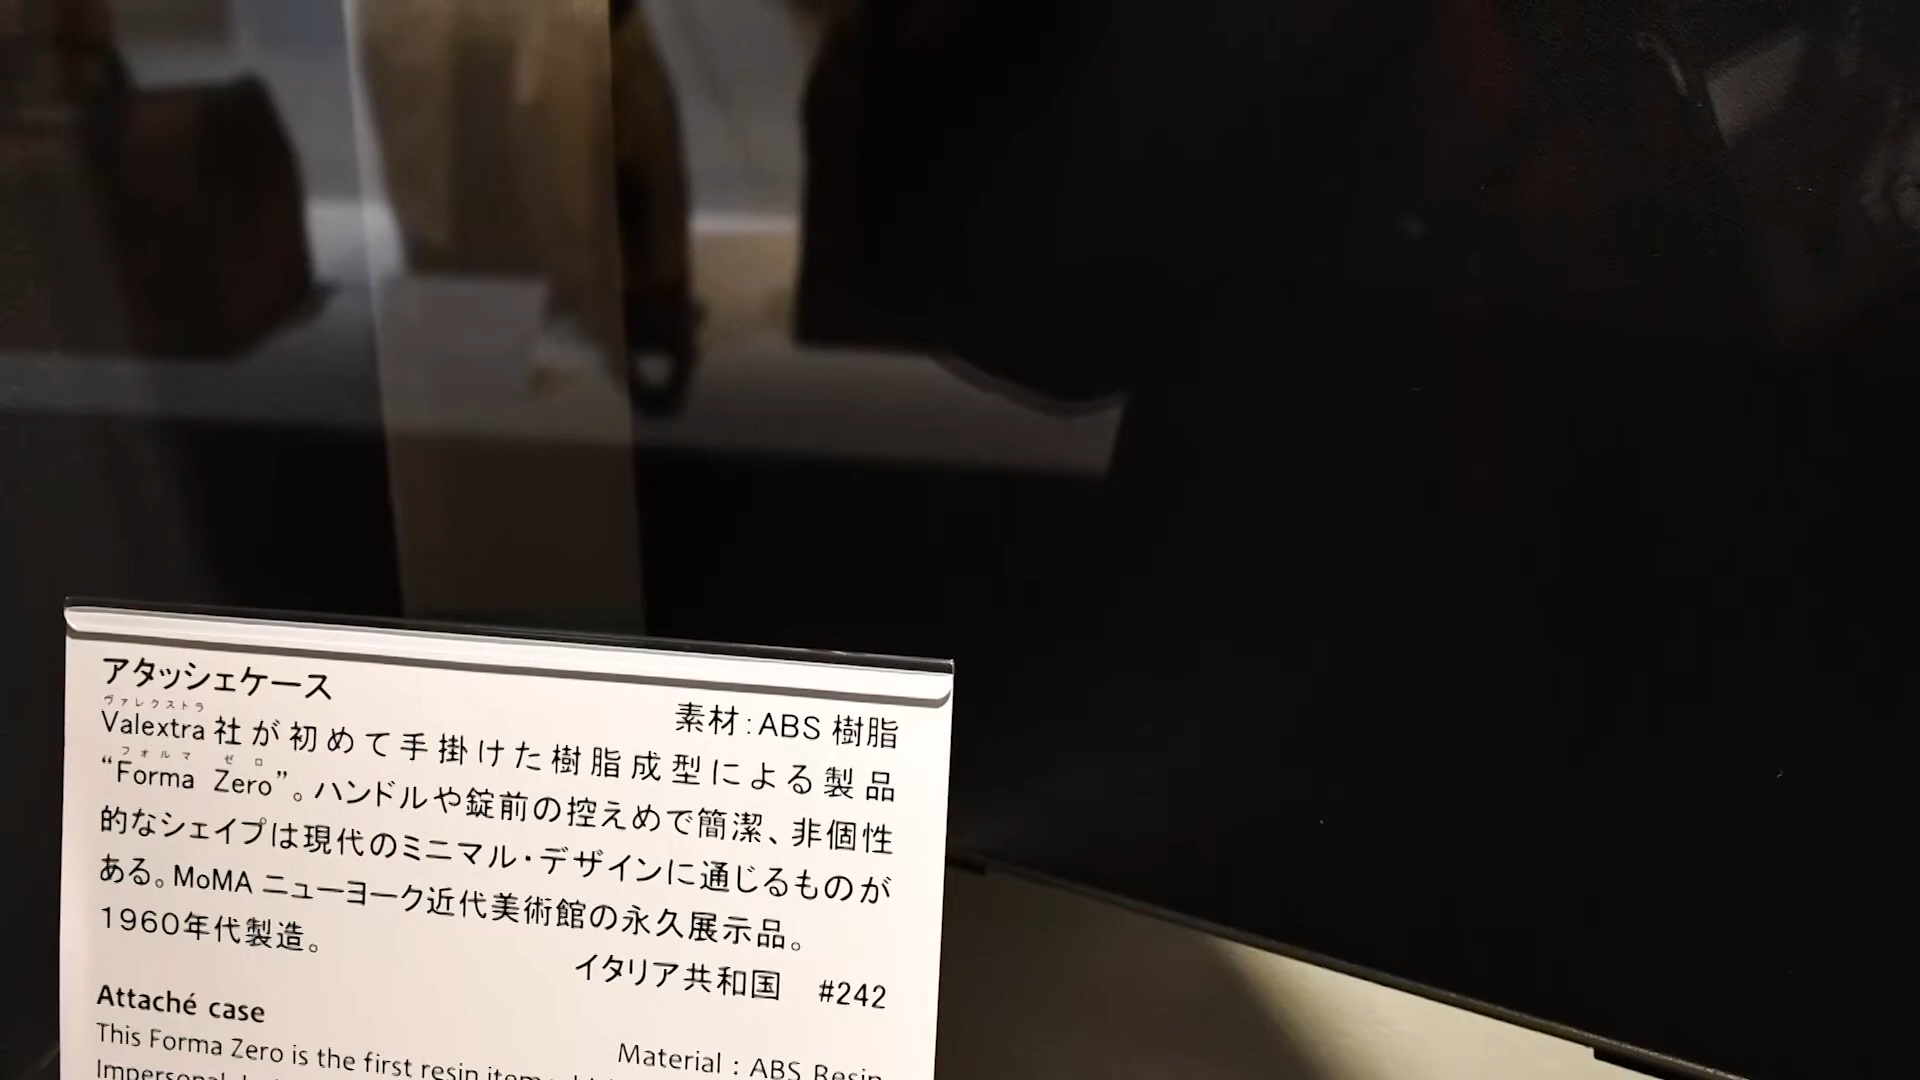 アタッシェケース
素材：ABS 樹脂
ヴァレクストラ
Valextra 社が初めて手掛けた樹脂成型による製品
フォルマ ゼロ
“Forma Zero”。ハンドルや錠前の控えめで簡潔、非個性
的なシェイプは現代のミニマル・デザインに通じるものが
ある。MoMA ニューヨーク近代美術館の永久展示品。
1960年代製造。
イタリア共和国 #242
Attaché case
Material : ABS Resin
This Forma Zero is the first resin item
Impersonal